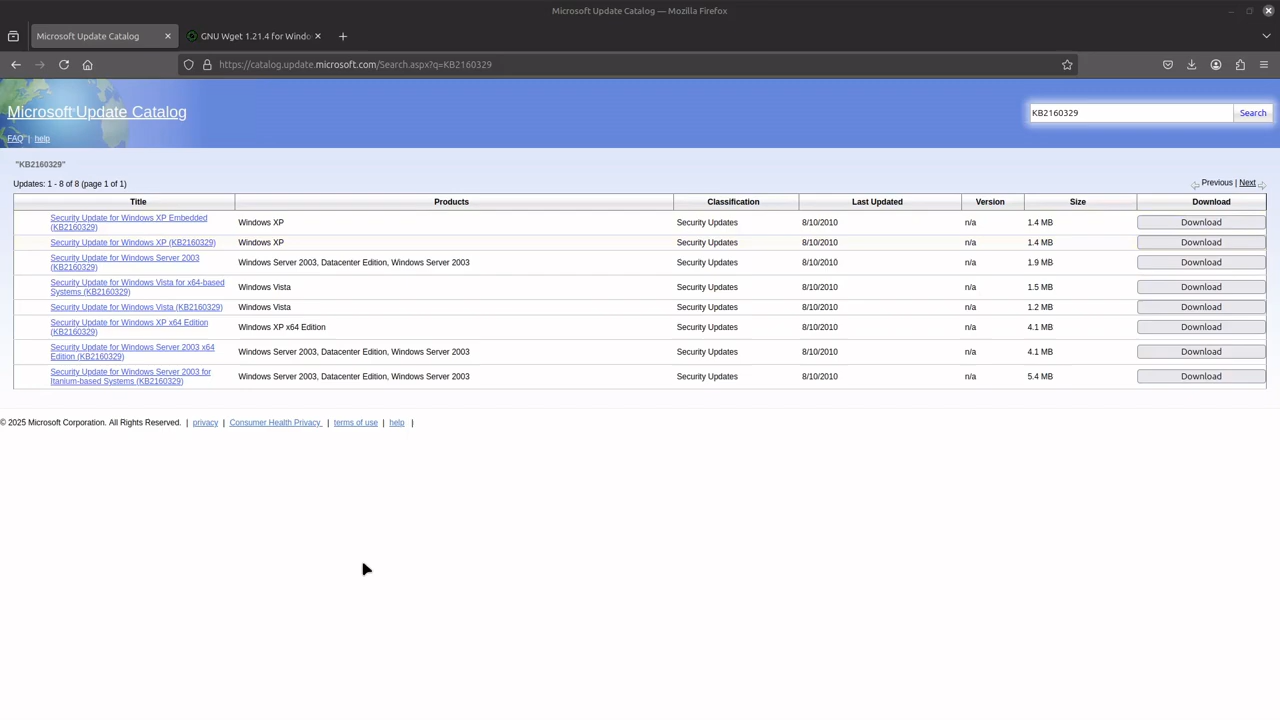 Microsoft Update Catalog — Mozilla Firefox
Microsoft Update Catalog
GNU Wget 1.21.4 for Windo
https://catalog.update.microsoft.com/Search.aspx?q=KB2160329
Microsoft Update Catalog
KB2160329 Search
FAQ | help
"KB2160329"
Updates: 1 - 8 of 8 (page 1 of 1)
Previous | Next
Title Products Classification Last Updated Version Size Download
Security Update for Windows XP Embedded
(KB2160329)
Windows XP Security Updates 8/10/2010 n/a 1.4 MB Download
Security Update for Windows XP (KB2160329) Windows XP Security Updates 8/10/2010 n/a 1.4 MB Download
Security Update for Windows Server 2003
(KB2160329)
Windows Server 2003, Datacenter Edition, Windows Server 2003 Security Updates 8/10/2010 n/a 1.9 MB Download
Security Update for Windows Vista for x64-based
Systems (KB2160329)
Windows Vista Security Updates 8/10/2010 n/a 1.5 MB Download
Security Update for Windows Vista (KB2160329) Windows Vista Security Updates 8/10/2010 n/a 1.2 MB Download
Security Update for Windows XP x64 Edition
(KB2160329)
Windows XP x64 Edition Security Updates 8/10/2010 n/a 4.1 MB Download
Security Update for Windows Server 2003 x64
Edition (KB2160329)
Windows Server 2003, Datacenter Edition, Windows Server 2003 Security Updates 8/10/2010 n/a 4.1 MB Download
Security Update for Windows Server 2003 for
Itanium-based Systems (KB2160329)
Windows Server 2003, Datacenter Edition, Windows Server 2003 Security Updates 8/10/2010 n/a 5.4 MB Download
© 2025 Microsoft Corporation. All Rights Reserved. | privacy | Consumer Health Privacy | terms of use | help |